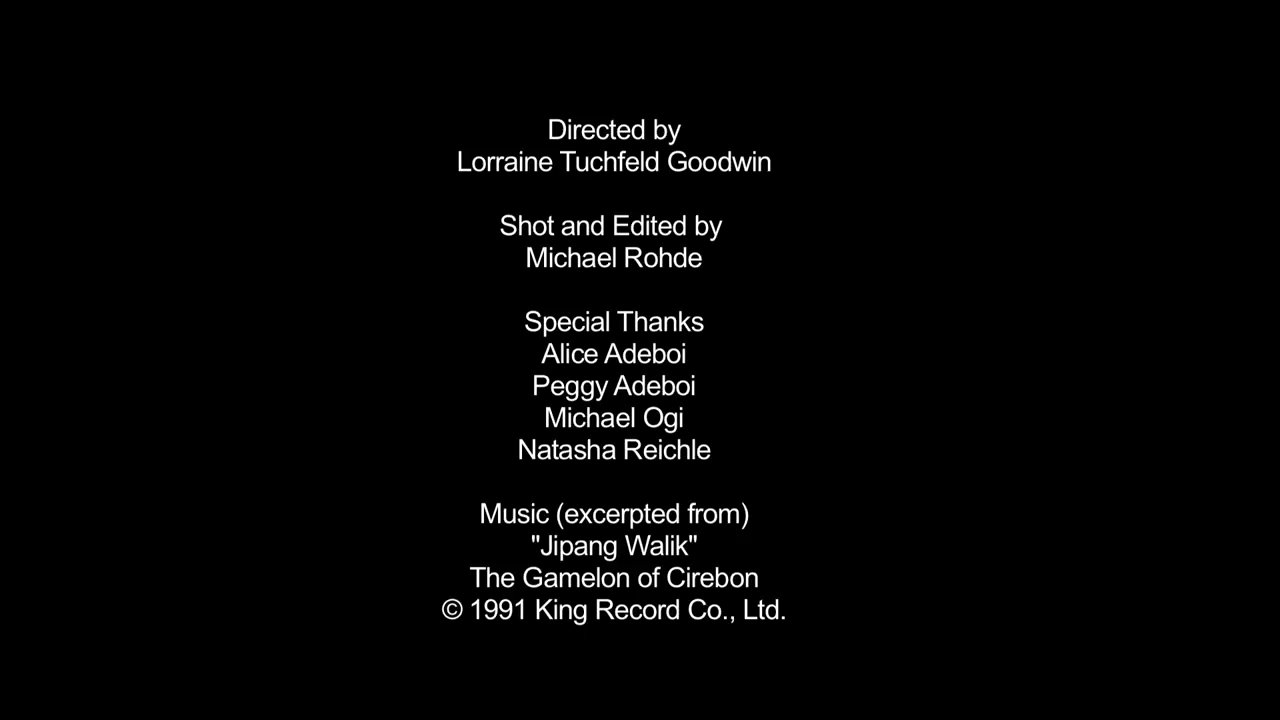 Directed by
Lorraine Tuchfeld Goodwin
Shot and Edited by
Michael Rohde
Special Thanks
Alice Adeboi
Peggy Adeboi
Michael Ogi
Natasha Reichle
Music (excerpted from)
"Jipang Walik"
The Gamelon of Cirebon
© 1991 King Record Co., Ltd.